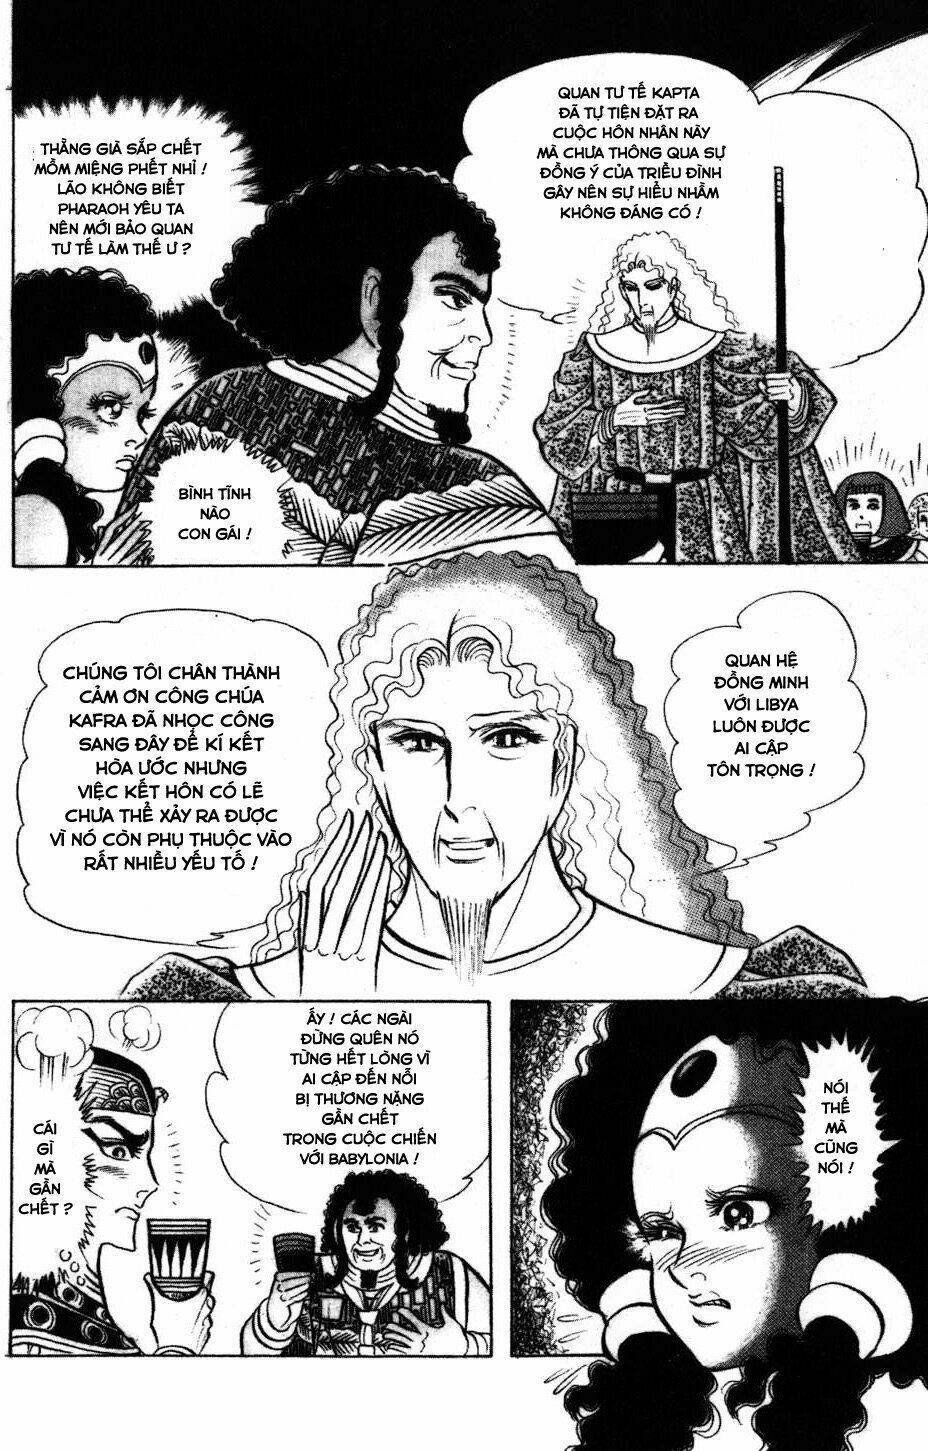 THẰNG GIÀ SẮP CHẾT
MỒM MIỆNG PHẾT NHỈ !
LÃO KHÔNG BIẾT
PHARAOH YÊU TA
NÊN MỚI BẢO QUAN
TƯ TẾ LÀM THẾ Ư ?
QUAN TƯ TẾ KAPTA
ĐÃ TỰ TIỆN ĐẶT RA
CUỘC HÔN NHÂN NÀY
MÀ CHƯA THÔNG QUA SỰ
ĐỒNG Ý CỦA TRIỀU ĐÌNH
GÂY NÊN SỰ HIỂU NHẦM
KHÔNG ĐÁNG CÓ !
BÌNH TĨNH
NÀO
CON GÁI !
CHÚNG TÔI CHÂN THÀNH
CẢM ƠN CÔNG CHÚA
KAFRA ĐÃ NHỌC CÔNG
SANG ĐÂY ĐỂ KÍ KẾT
HÒA ƯỚC NHƯNG
VIỆC KẾT HÔN CÓ LẼ
CHƯA THỂ XẢY RA ĐƯỢC
VÌ NÓ CÒN PHỤ THUỘC VÀO
RẤT NHIỀU YẾU TỐ !
QUAN HỆ
ĐỒNG MINH
VỚI LIBYA
LUÔN ĐƯỢC
AI CẬP
TÔN TRỌNG !
CÁI
GÌ
MÀ
GẦN
CHẾT ?
ẤY ! CÁC NGÀI
ĐỪNG QUÊN NÓ
TỪNG HẾT LÒNG VÌ
AI CẬP ĐẾN NỖI
BỊ THƯƠNG NẶNG
GẦN CHẾT
TRONG CUỘC CHIẾN
VỚI BABYLONIA !
NÓI
THẾ
MÀ
CŨNG
NÓI !